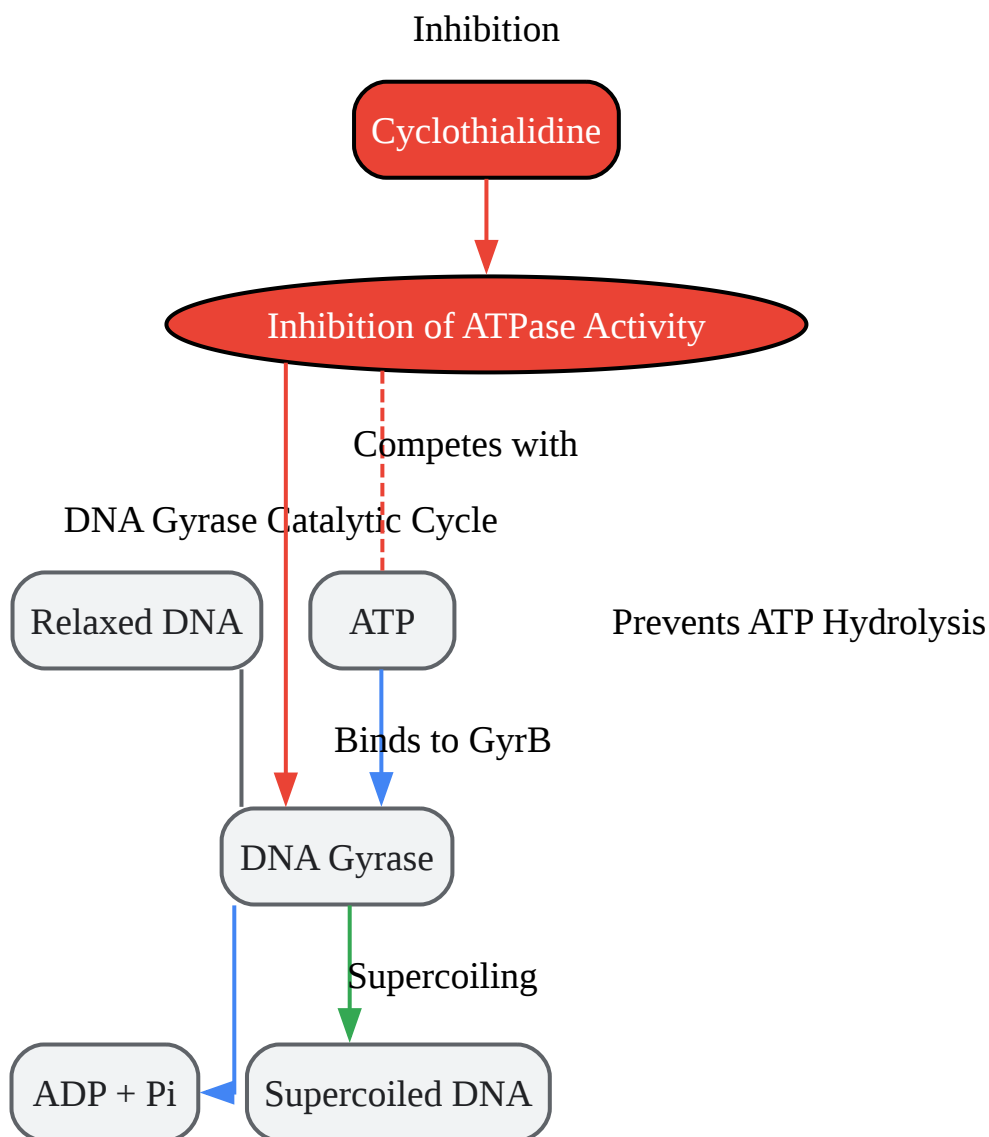 Inhibition
Cyclothialidine
Inhibition of ATPase Activity
Competes with
DNA Gyrase Catalytic Cycle
Relaxed DNA
ATP
Prevents ATP Hydrolysis
Binds to GyrB
DNA Gyrase
Supercoiling
ADP + Pi
Supercoiled DNA